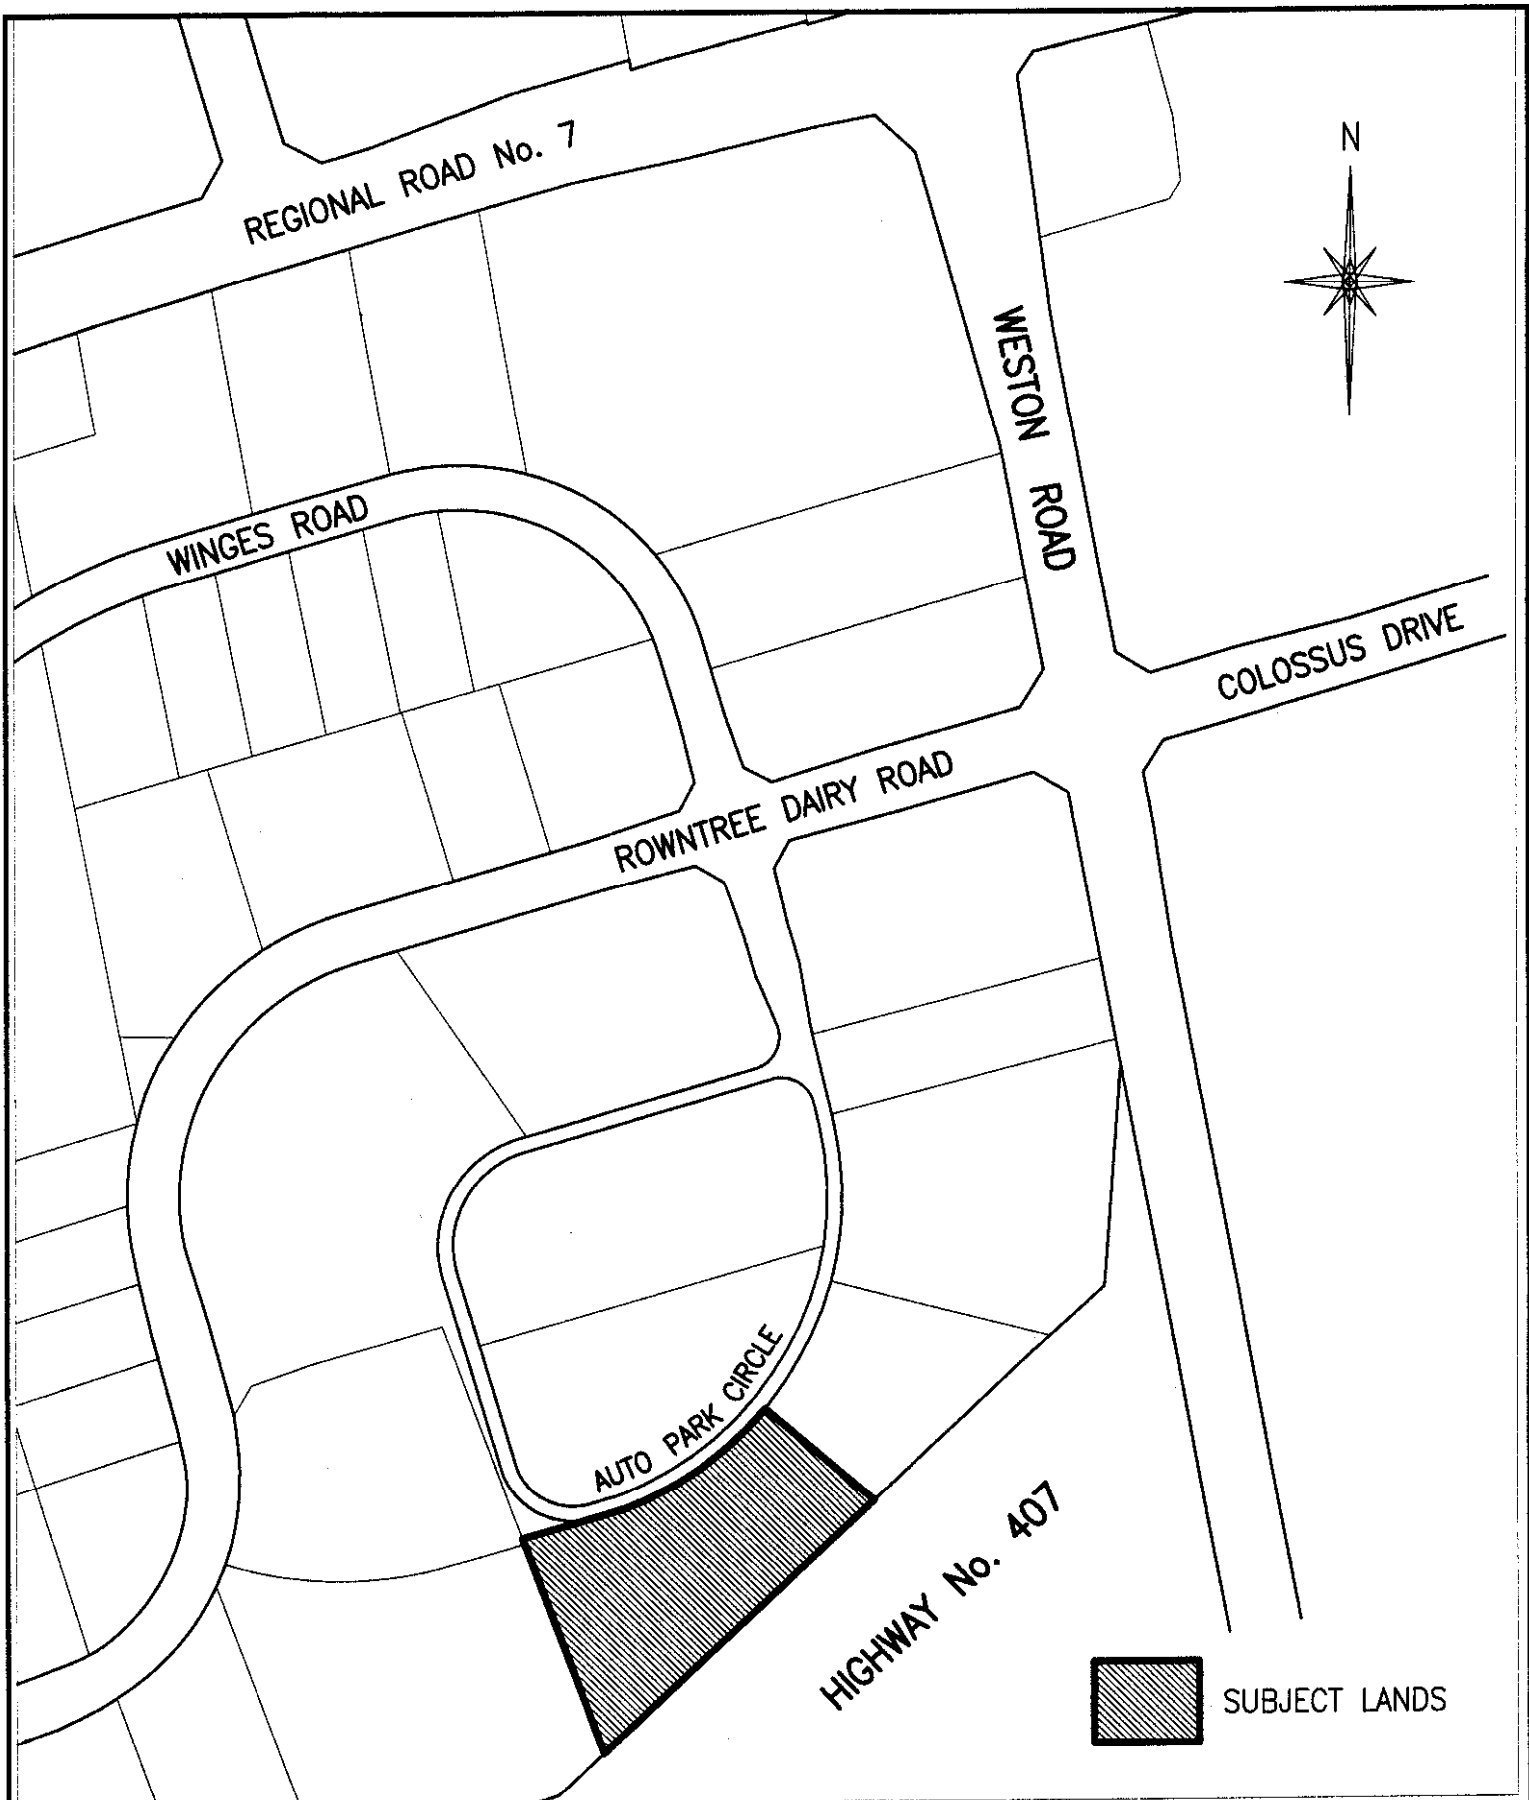 REGIONAL ROAD No. 7
N
WESTON ROAD
WINGES ROAD
COLOSSUS DRIVE
ROWNTREE DAIRY ROAD
AUTO PARK CIRCLE
HIGHWAY No. 407
SUBJECT LANDS